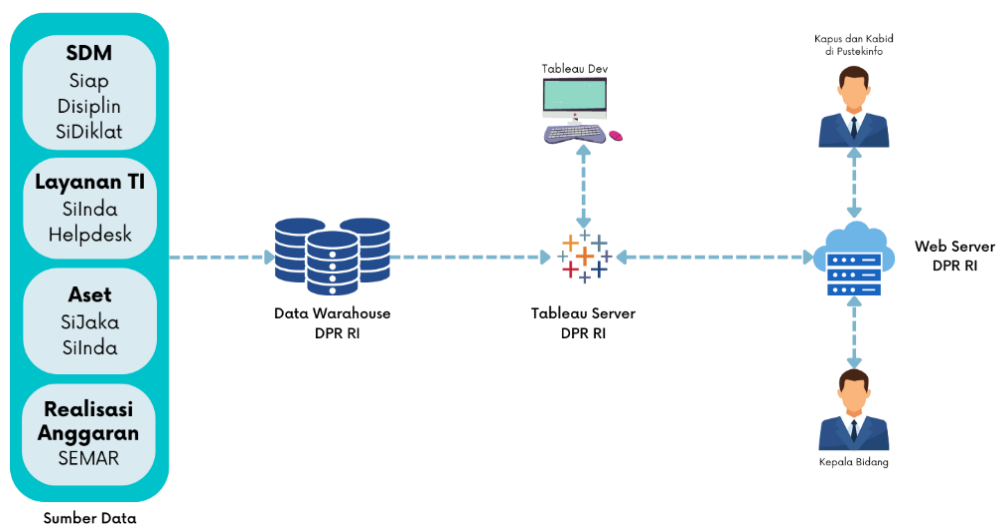 SDM
Siap
Disiplin
SiDiklat
Layanan TI
SiInda
Helpdesk
Aset
SiJaka
SiInda
Realisasi
Anggaran
SEMAR
Sumber Data
Data Warahouse
DPR RI
Tableau Dev
Tableau Server
DPR RI
Kapus dan Kabid
di Pustekinfo
Web Server
DPR RI
Kepala Bidang